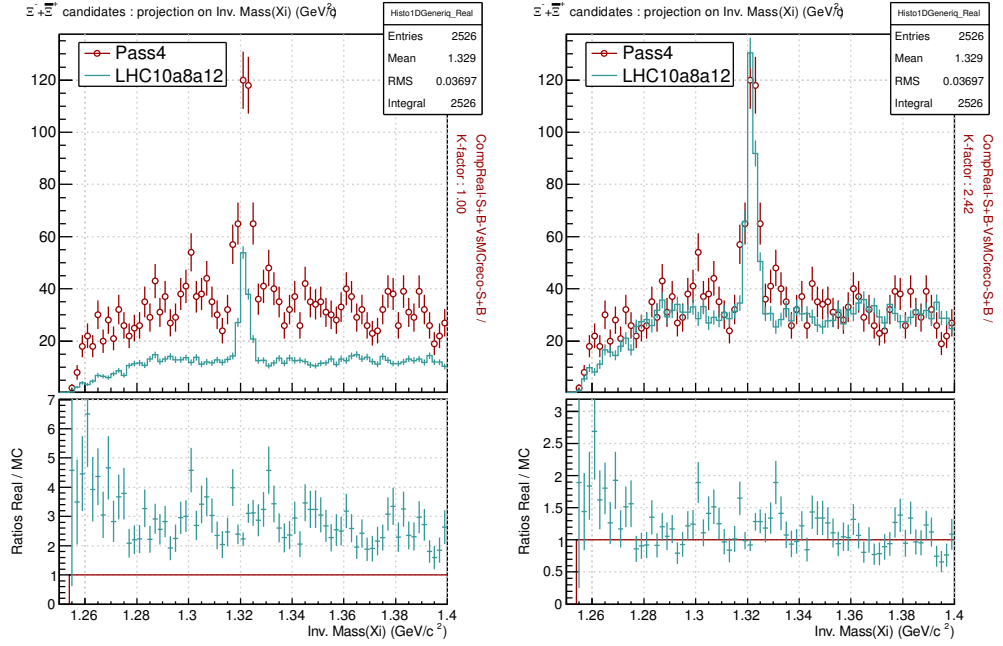 Ξ⁻+Ξ̅⁺ candidates : projection on Inv. Mass(Xi) (GeV/c²)
Histo1DGeneriq_Real
Entries 2526
Mean 1.329
RMS 0.03697
Integral 2526
Pass4
LHC10a8a12
120
100
80
60
40
20
CompReal-S+B-VsMCreco-S+B /
K-factor : 1.00
Ratios Real / MC
7
6
5
4
3
2
1
0
1.26 1.28 1.3 1.32 1.34 1.36 1.38 1.4
Inv. Mass(Xi) (GeV/c²)
Ξ⁻+Ξ̅⁺ candidates : projection on Inv. Mass(Xi) (GeV/c²)
Histo1DGeneriq_Real
Entries 2526
Mean 1.329
RMS 0.03697
Integral 2526
Pass4
LHC10a8a12
120
100
80
60
40
20
CompReal-S+B-VsMCreco-S+B /
K-factor : 2.42
Ratios Real / MC
3
2.5
2
1.5
1
0.5
0
1.26 1.28 1.3 1.32 1.34 1.36 1.38 1.4
Inv. Mass(Xi) (GeV/c²)